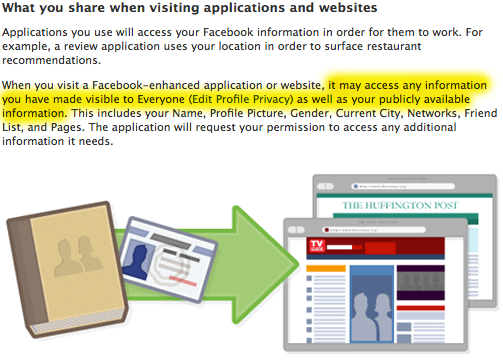 What you share when visiting applications and websites
Applications you use will access your Facebook information in order for them to work. For
example, a review application uses your location in order to surface restaurant
recommendations.
When you visit a Facebook-enhanced application or website, it may access any information
you have made visible to Everyone (Edit Profile Privacy) as well as your publicly available
information. This includes your Name, Profile Picture, Gender, Current City, Networks, Friend
List, and Pages. The application will request your permission to access any additional
information it needs.
THE HUFFINGTON POST
TV
GUIDE